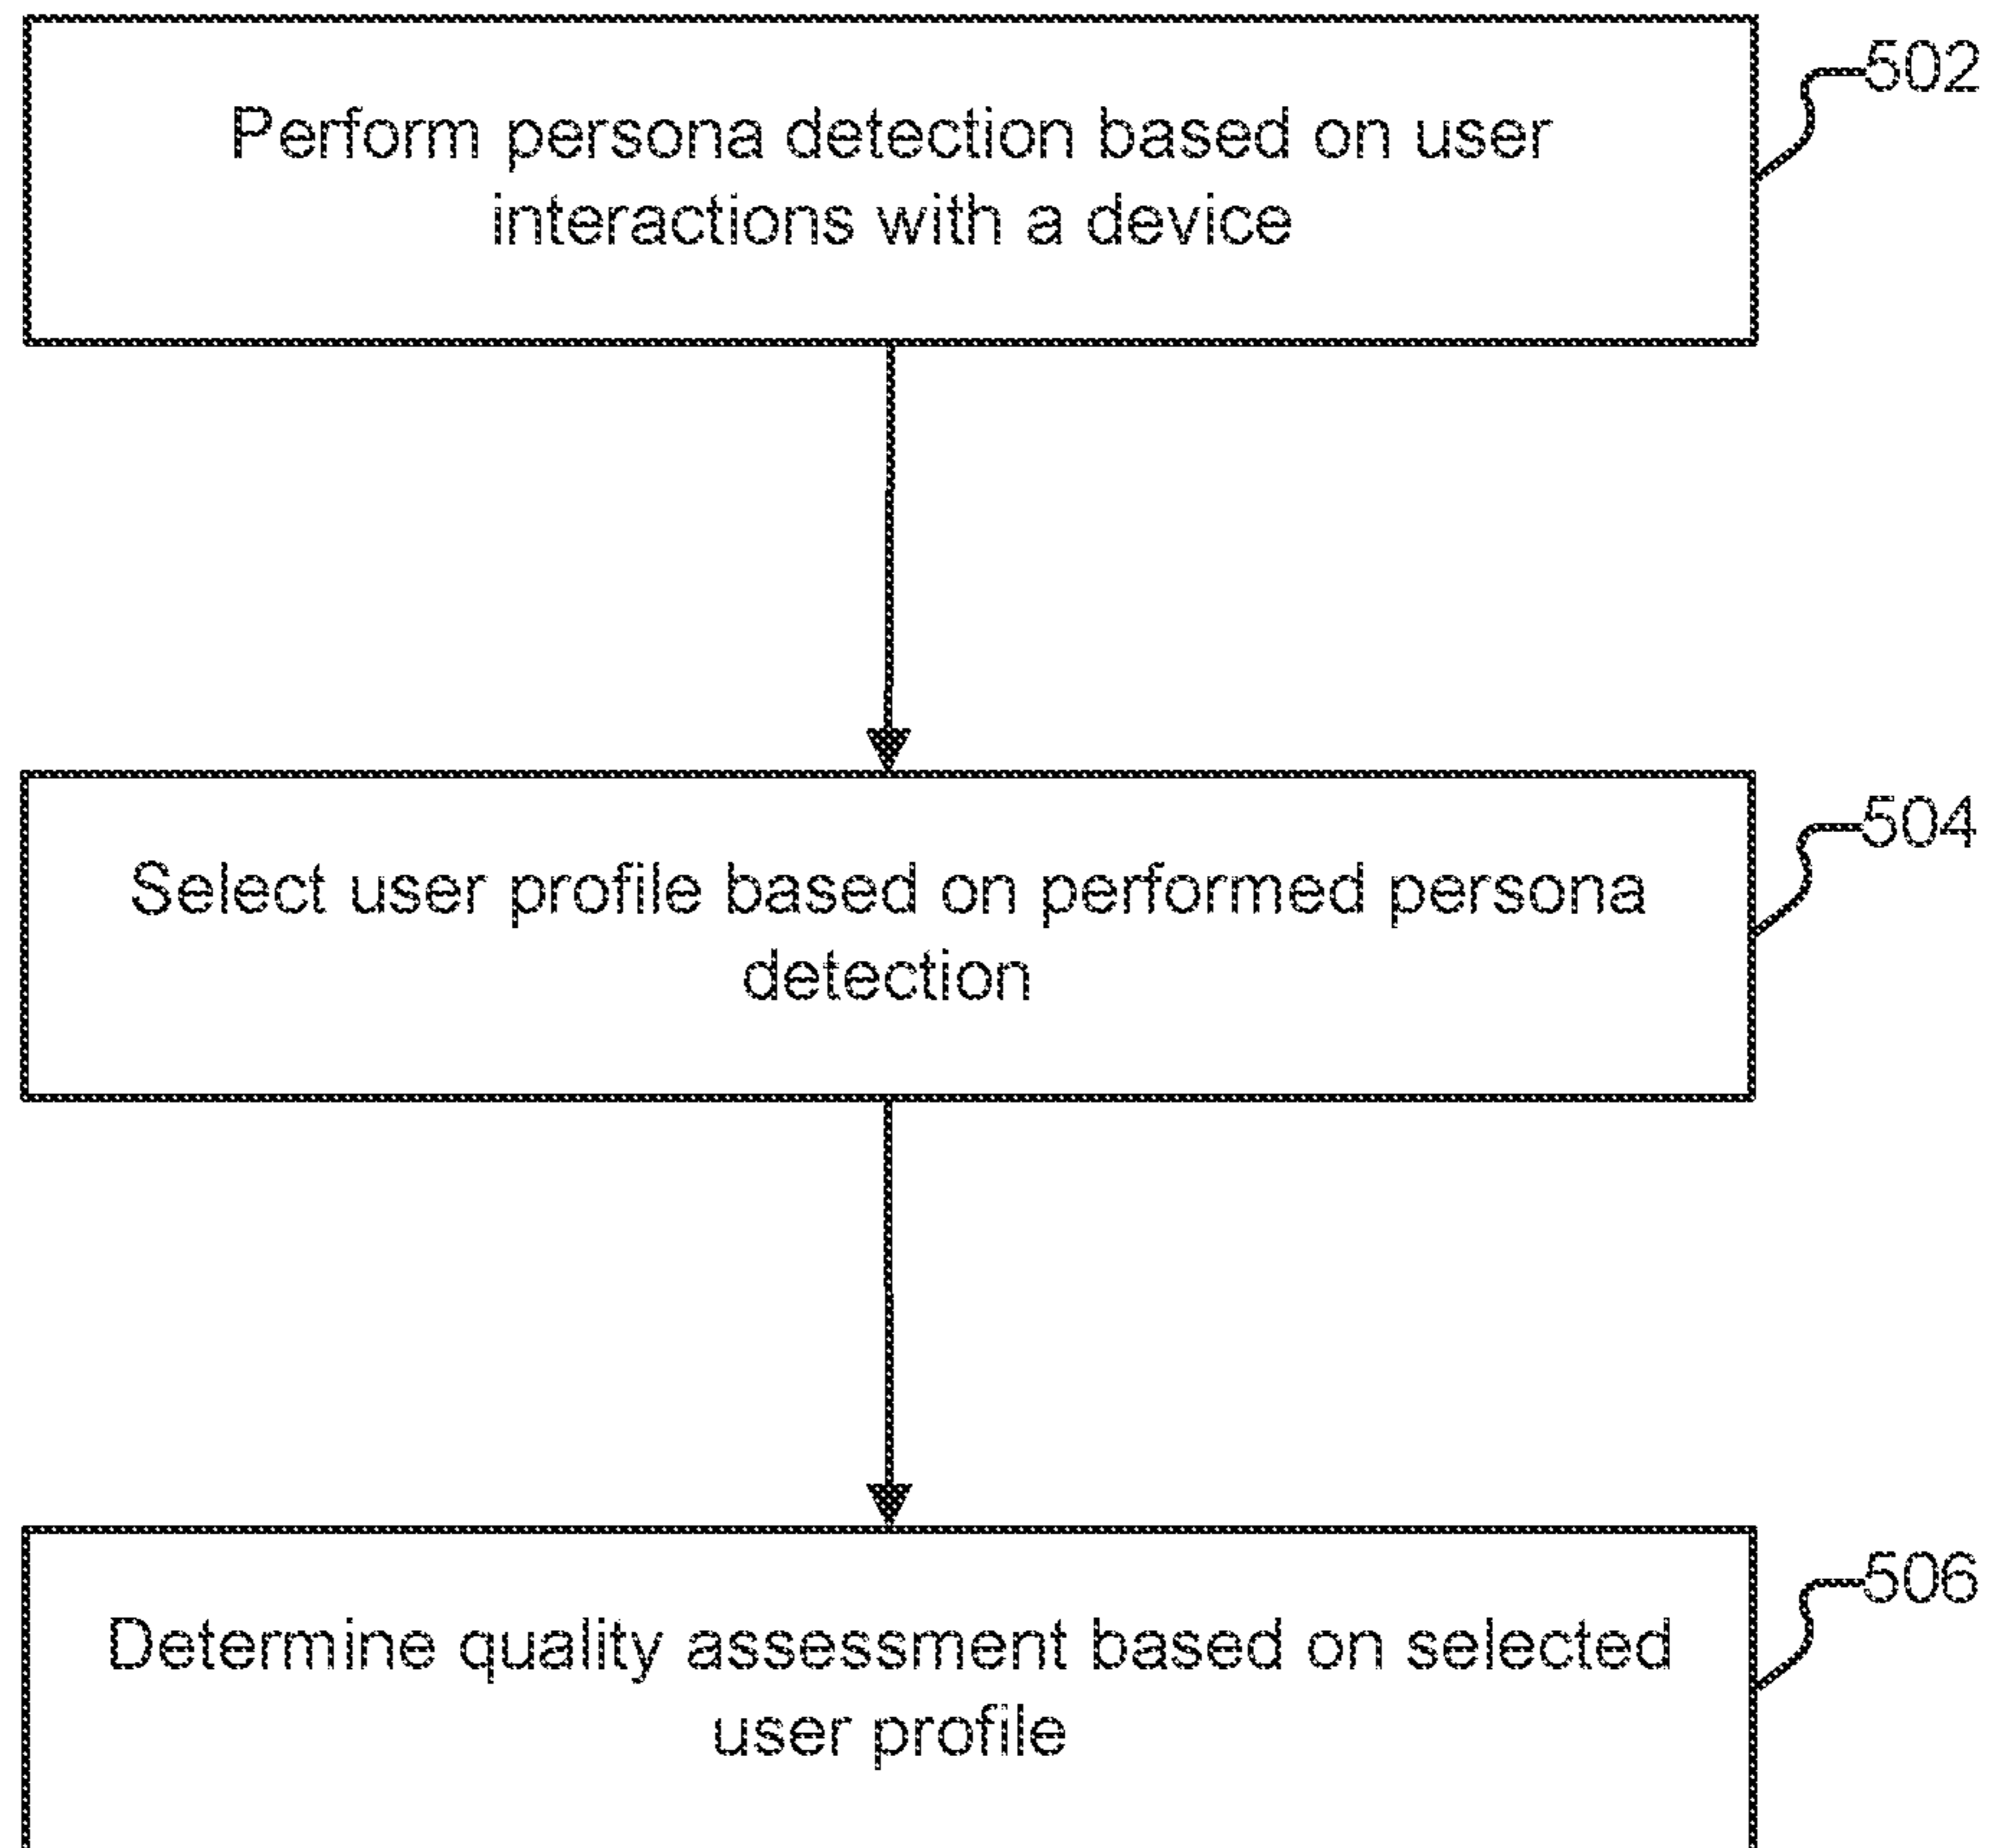 Perform persona detection based on user
interactions with a device
502
Select user profile based on performed persona
detection
504
Determine quality assessment based on selected
user profile
506